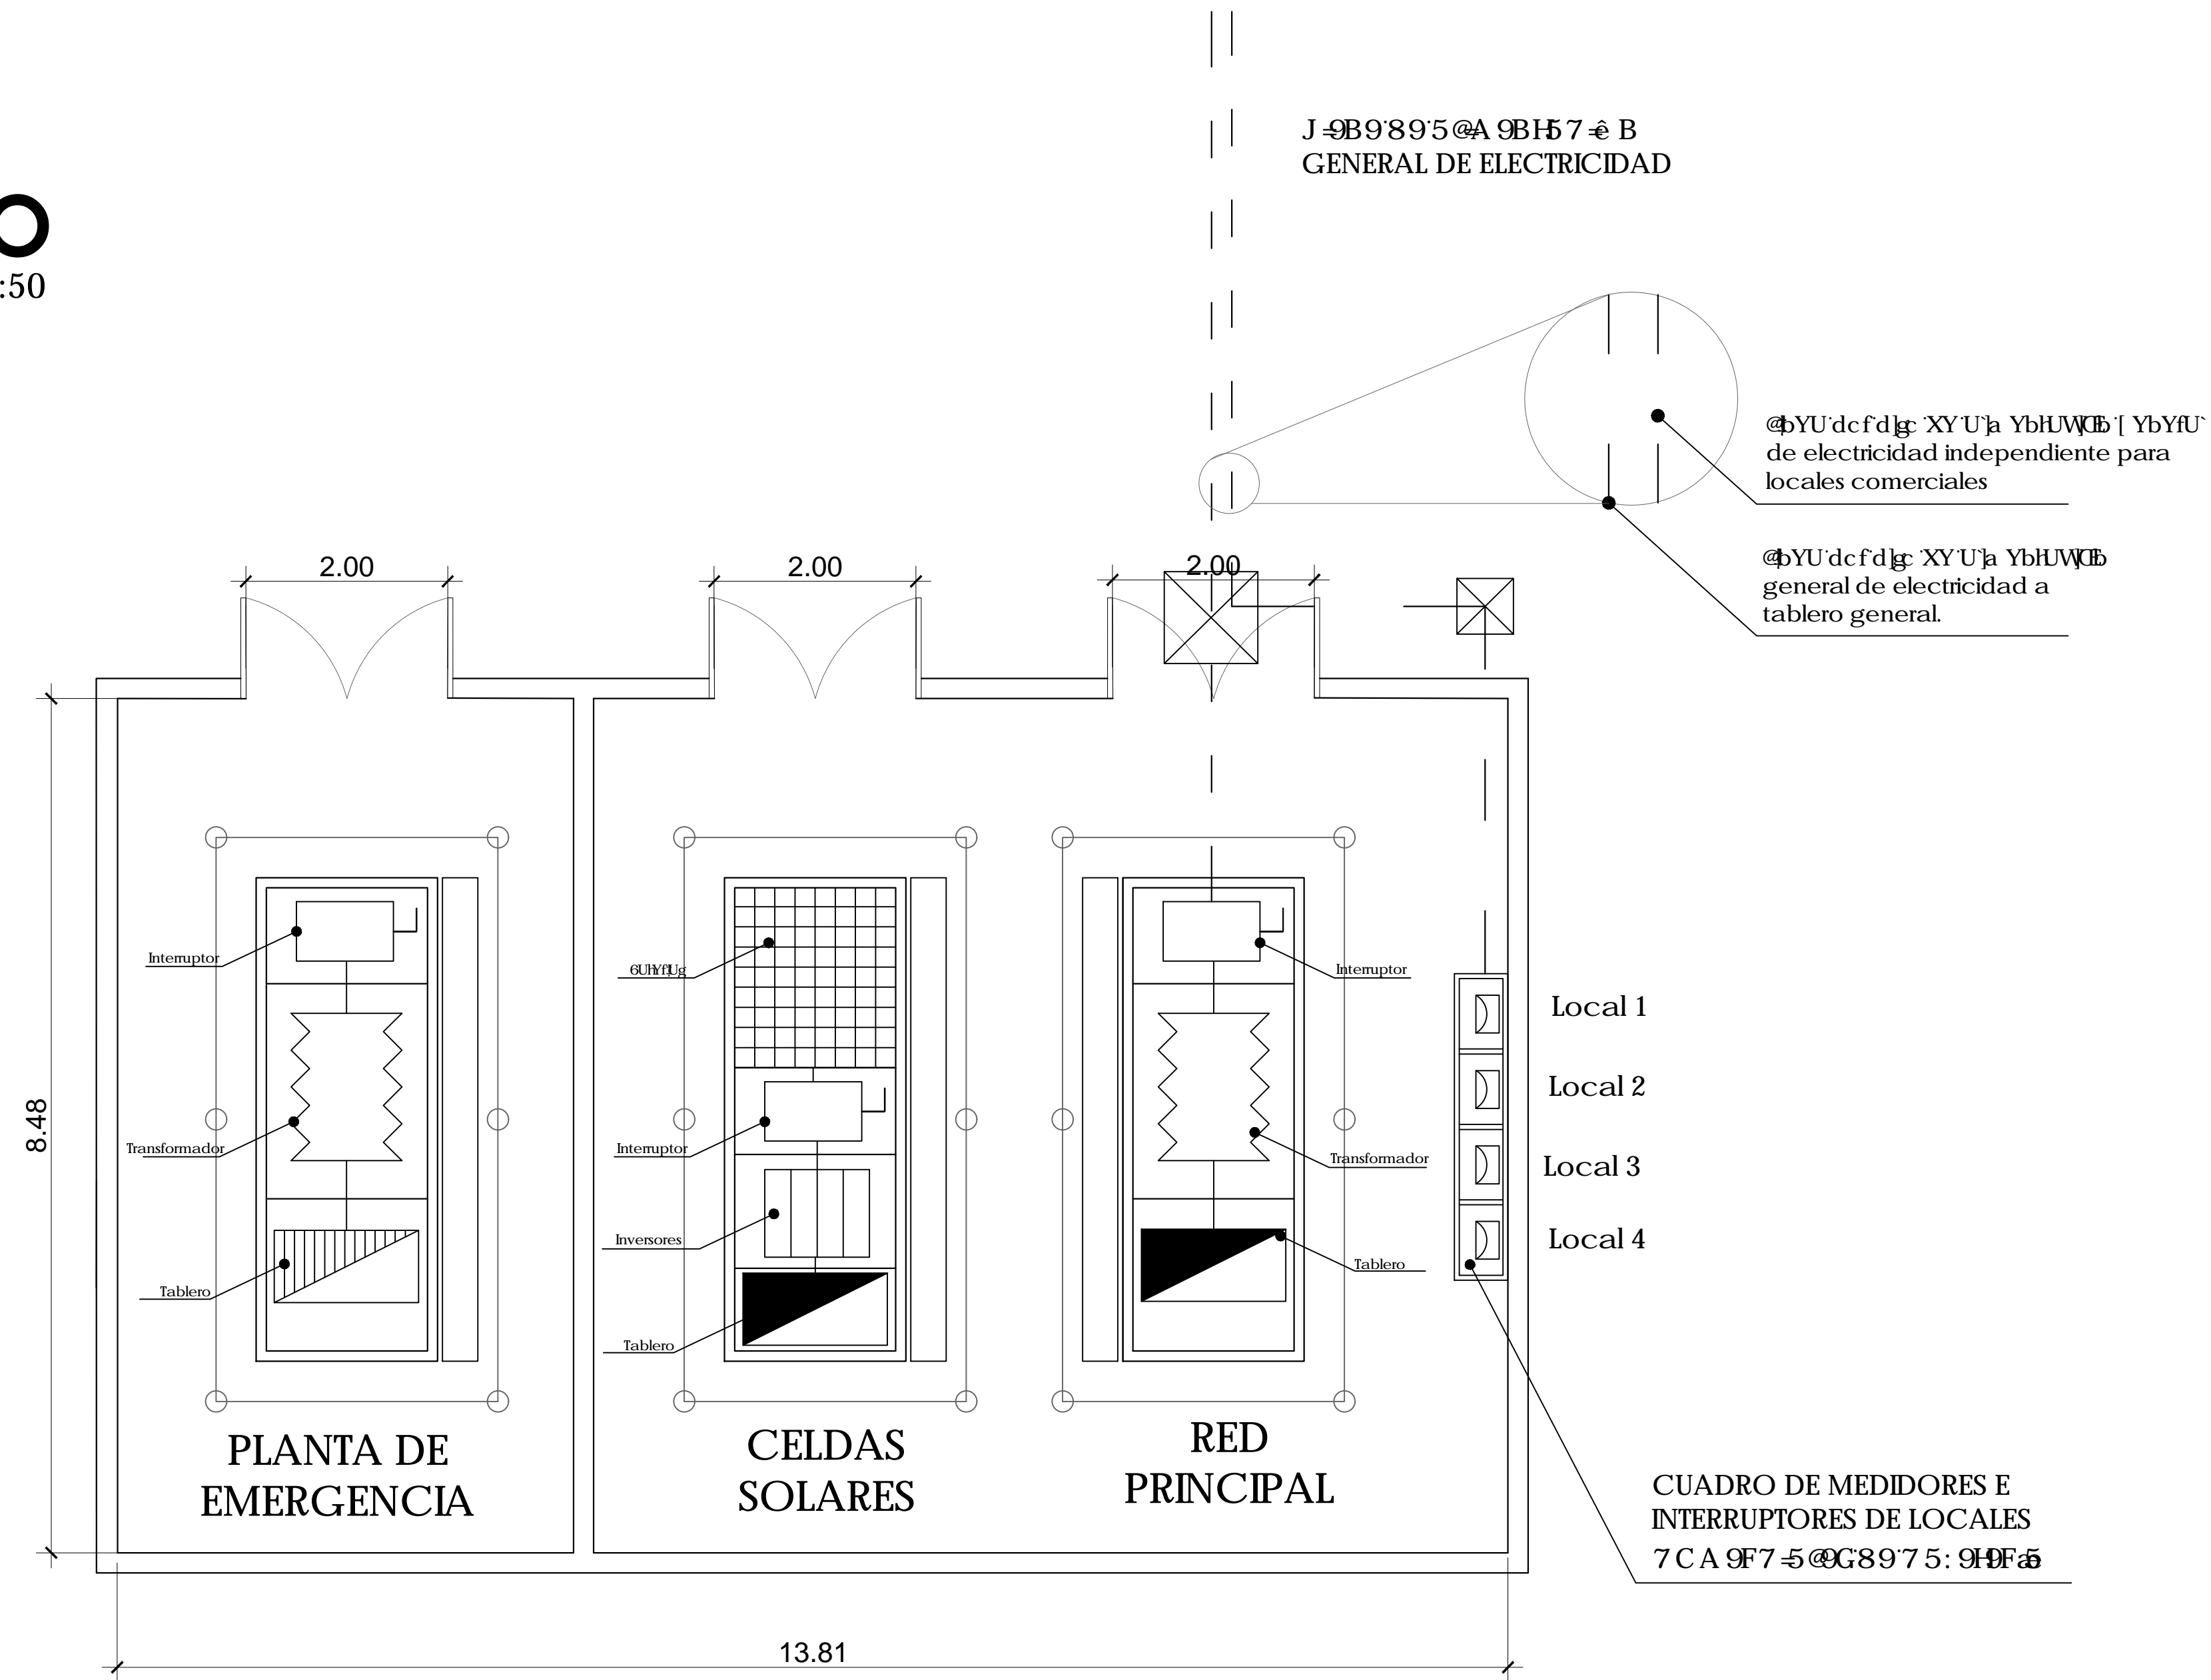 GENERAL DE ELECTRICIDAD
:50
de electricidad independiente para
locales comerciales
general de electricidad a
tablero general.
2.00
2.00
2.00
8.48
Interruptor
Transformador
Tablero
PLANTA DE
EMERGENCIA
Interruptor
Inversores
Tablero
CELDAS
SOLARES
Interruptor
Transformador
Tablero
RED
PRINCIPAL
Local 1
Local 2
Local 3
Local 4
CUADRO DE MEDIDORES E
INTERRUPTORES DE LOCALES
13.81